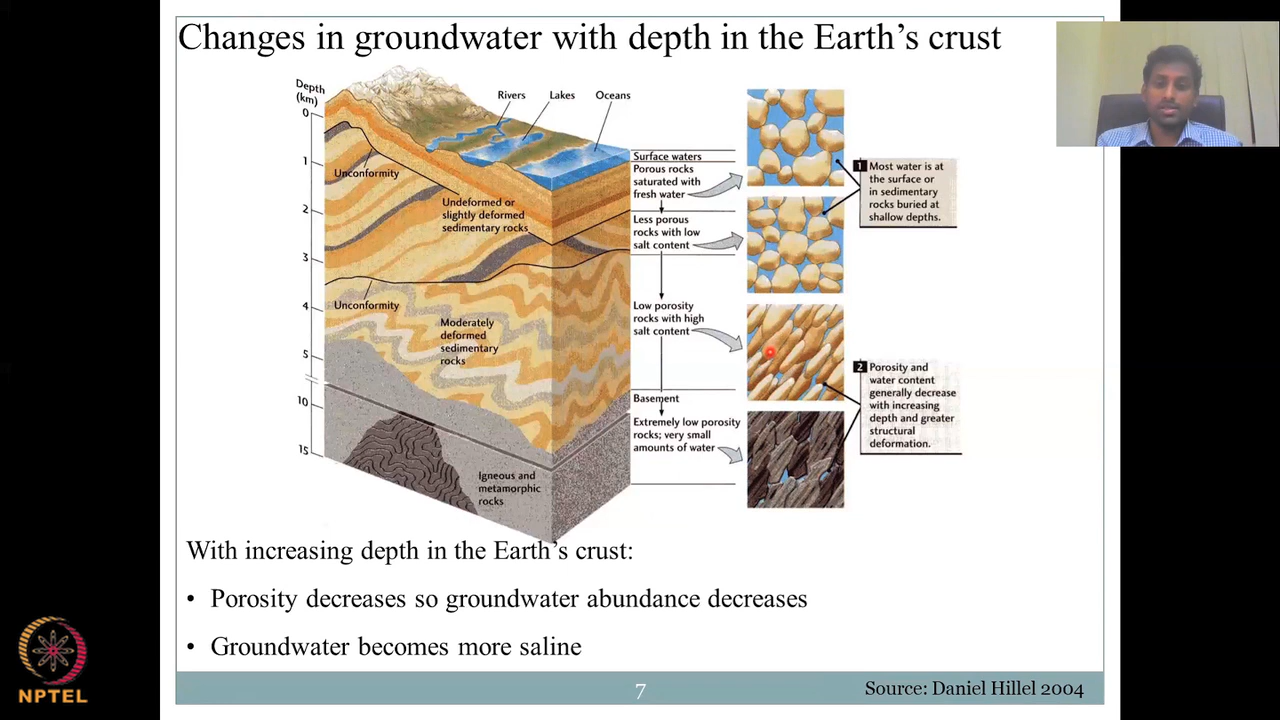 Changes in groundwater with depth in the Earth's crust
Depth
(km)
0
1
2
3
4
5
10
15
Rivers
Lakes
Oceans
Unconformity
Undeformed or
slightly deformed
sedimentary rocks
Unconformity
Moderately
deformed
sedimentary
rocks
Igneous and
metamorphic
rocks
Surface waters
Porous rocks
saturated with
fresh water
Less porous
rocks with low
salt content
Low porosity
rocks with high
salt content
Basement
Extremely low porosity
rocks; very small
amounts of water
1 Most water is at
the surface or
in sedimentary
rocks buried at
shallow depths.
2 Porosity and
water content
generally decrease
with increasing
depth and greater
structural
deformation.
With increasing depth in the Earth's crust:
• Porosity decreases so groundwater abundance decreases
• Groundwater becomes more saline
NPTEL
7
Source: Daniel Hillel 2004